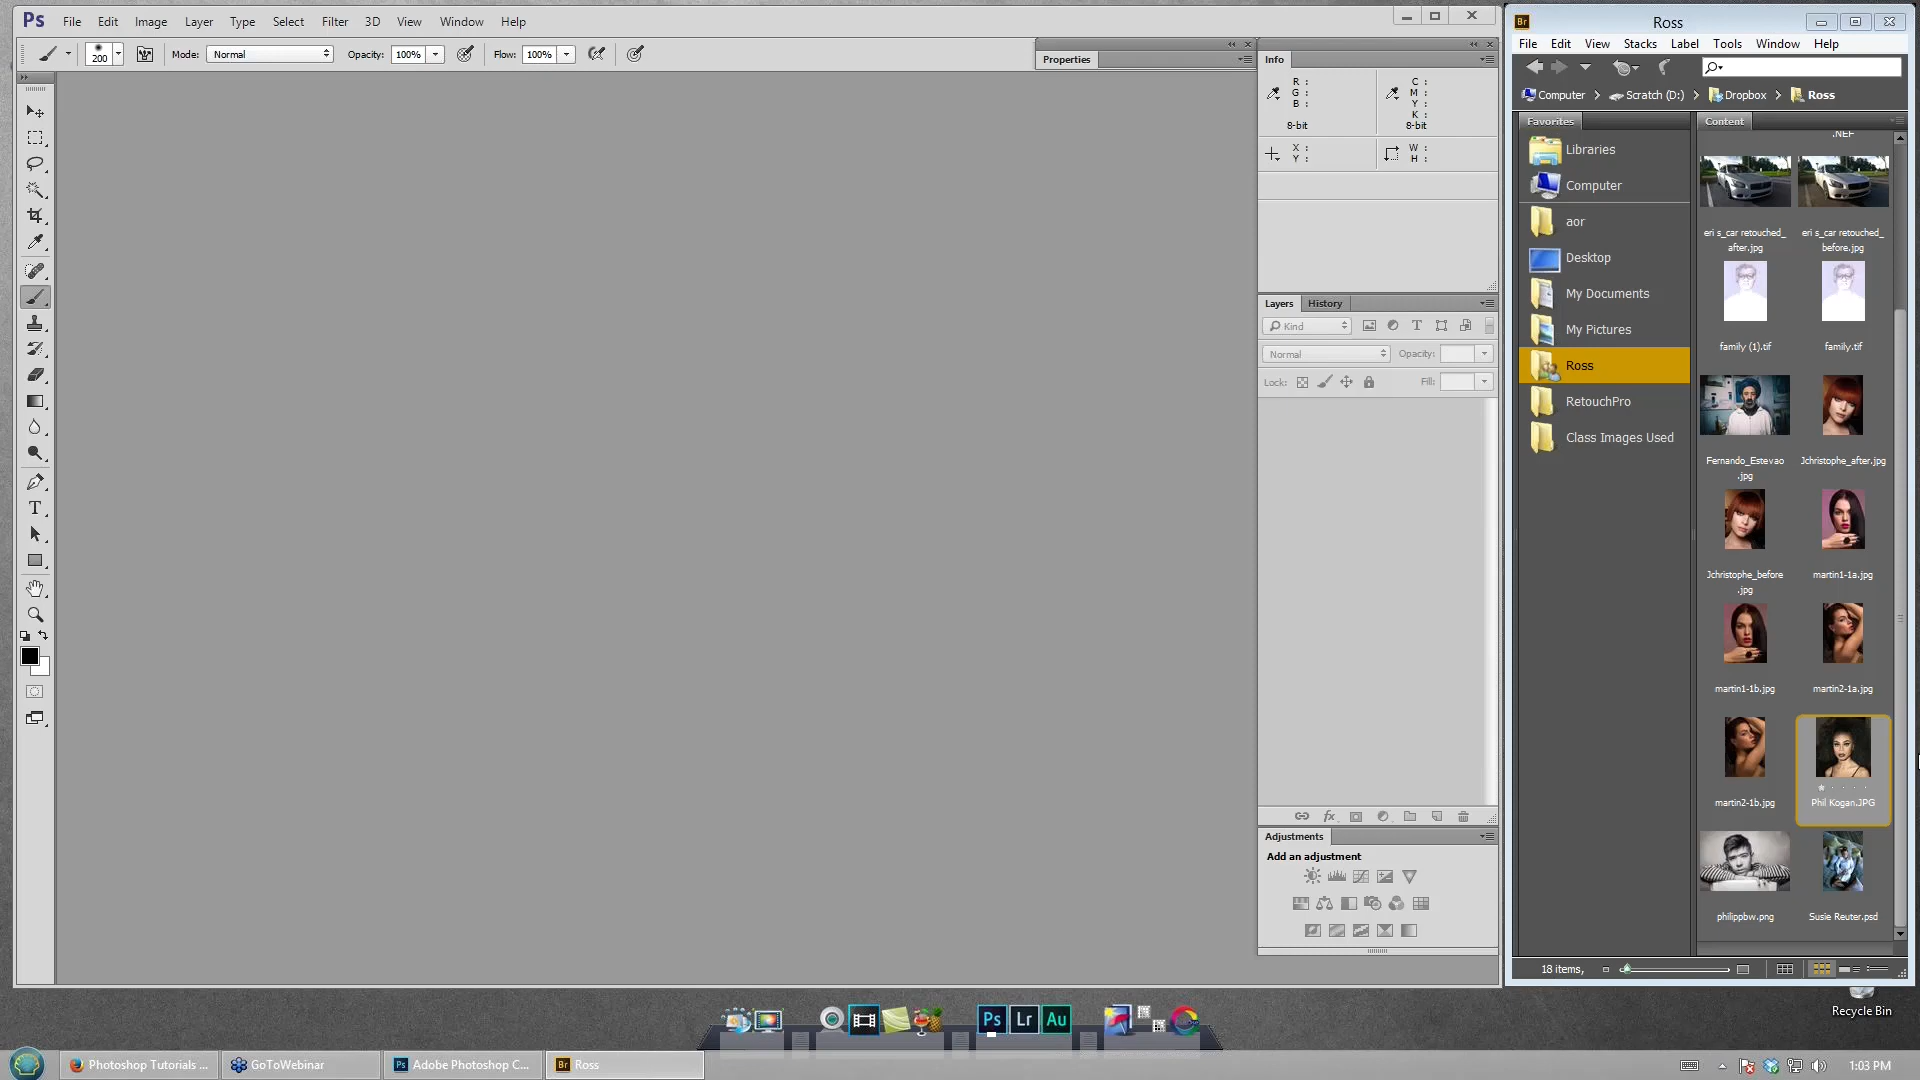 Ps File Edit Image Layer Type Select Filter 3D View Window Help
200 Mode: Normal Opacity: 100% Flow: 100%
Properties
Info
R :
G :
B :
8-bit
C :
M :
Y :
K :
8-bit
X :
Y :
W :
H :
Layers History
Kind
Normal Opacity:
Lock: Fill:
Adjustments
Add an adjustment
Br Ross
File Edit View Stacks Label Tools Window Help
Computer Scratch (D:) Dropbox Ross
Favorites
Libraries
Computer
aor
Desktop
My Documents
My Pictures
Ross
RetouchPro
Class Images Used
Content
.NEF
eri s_car retouched_
after.jpg
eri s_car retouched_
before.jpg
family (1).tif
family.tif
Fernando_Estevao
.jpg
Jchristophe_after.jpg
Jchristophe_before
.jpg
martin1-1a.jpg
martin1-1b.jpg
martin2-1a.jpg
martin2-1b.jpg
Phil Kogan.JPG
philippbw.png
Susie Reuter.psd
18 items,
Recycle Bin
Ps Lr Au
Photoshop Tutorials ...
GoToWebinar
Ps Adobe Photoshop C...
Br Ross
1:03 PM